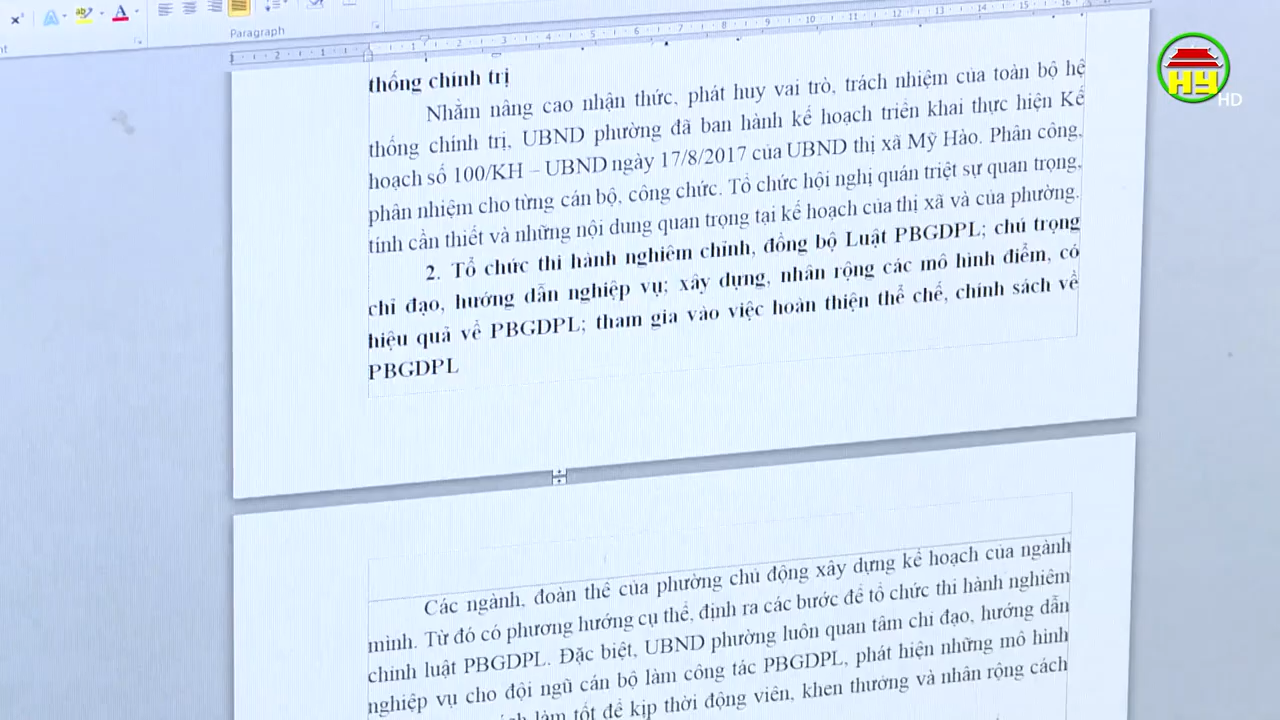 Paragraph
thống chính trị
Nhằm nâng cao nhận thức, phát huy vai trò, trách nhiệm của toàn bộ hệ
thống chính trị, UBND phường đã ban hành kế hoạch triển khai thực hiện Kế
hoạch số 100/KH – UBND ngày 17/8/2017 của UBND thị xã Mỹ Hào. Phân công,
phân nhiệm cho từng cán bộ, công chức. Tổ chức hội nghị quán triệt sự quan trọng,
tính cần thiết và những nội dung quan trọng tại kế hoạch của thị xã và của phường.
2. Tổ chức thi hành nghiêm chỉnh, đồng bộ Luật PBGDPL; chú trọng
chỉ đạo, hướng dẫn nghiệp vụ; xây dựng, nhân rộng các mô hình điểm, có
hiệu quả về PBGDPL; tham gia vào việc hoàn thiện thể chế, chính sách về
PBGDPL
Các ngành, đoàn thể của phường chủ động xây dựng kế hoạch của ngành
mình. Từ đó có phương hướng cụ thể, định ra các bước để tổ chức thi hành nghiêm
chỉnh luật PBGDPL. Đặc biệt, UBND phường luôn quan tâm chỉ đạo, hướng dẫn
nghiệp vụ cho đội ngũ cán bộ làm công tác PBGDPL, phát hiện những mô hình
làm tốt để kịp thời động viên, khen thưởng và nhân rộng cách
HY
HD